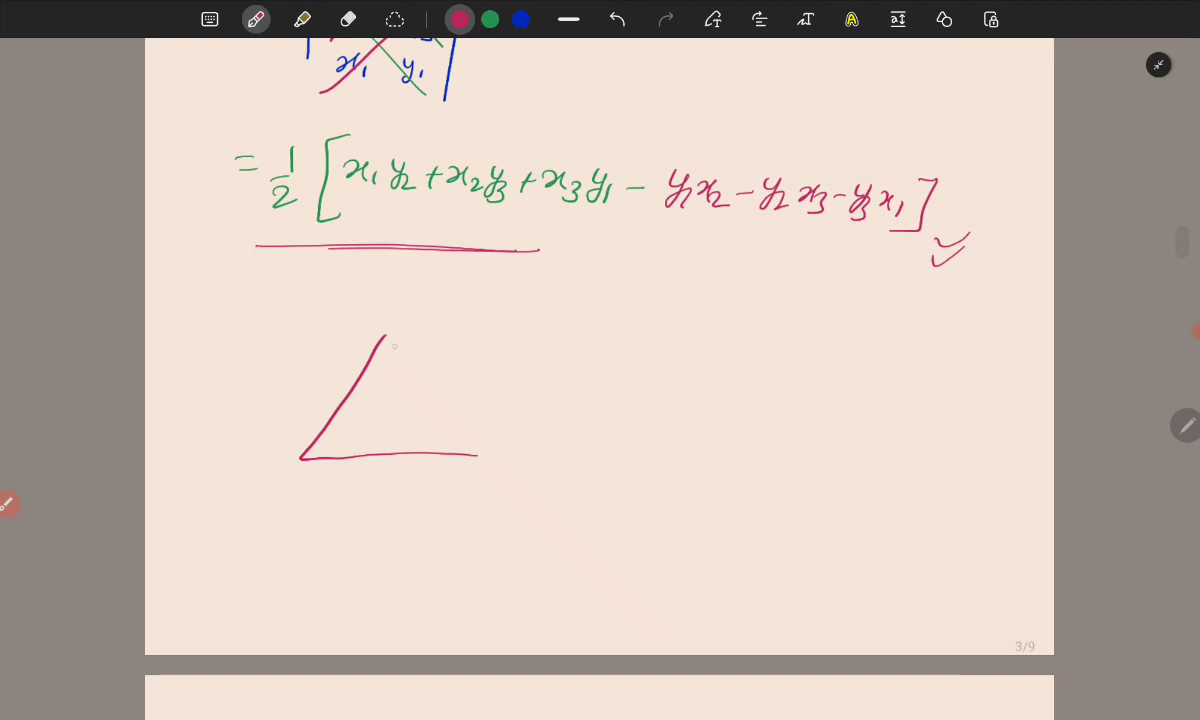 x₁ y₁
= 1/2 [x₁y₂ + x₂y₃ + x₃y₁ - y₁x₂ - y₂x₃ - y₃x₁]
3/9